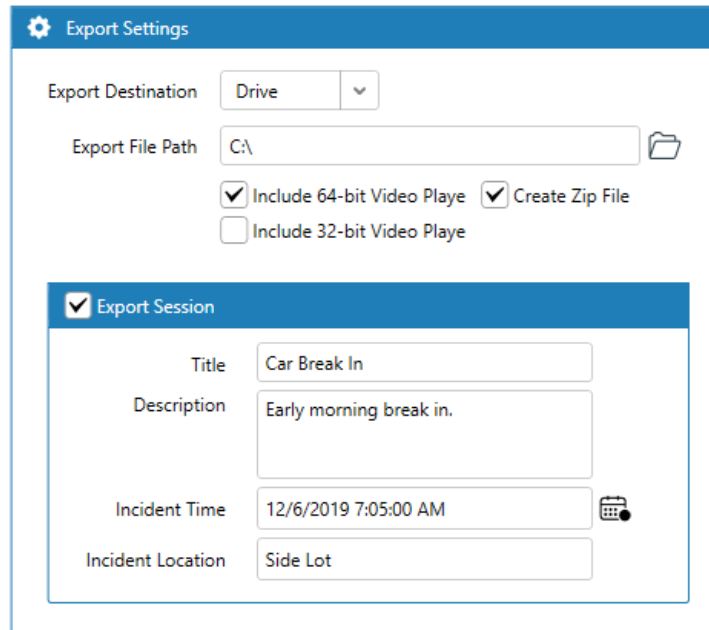 Export Settings
Export Destination Drive
Export File Path C:\
Include 64-bit Video Playe Create Zip File
Include 32-bit Video Playe
Export Session
Title Car Break In
Description Early morning break in.
Incident Time 12/6/2019 7:05:00 AM
Incident Location Side Lot